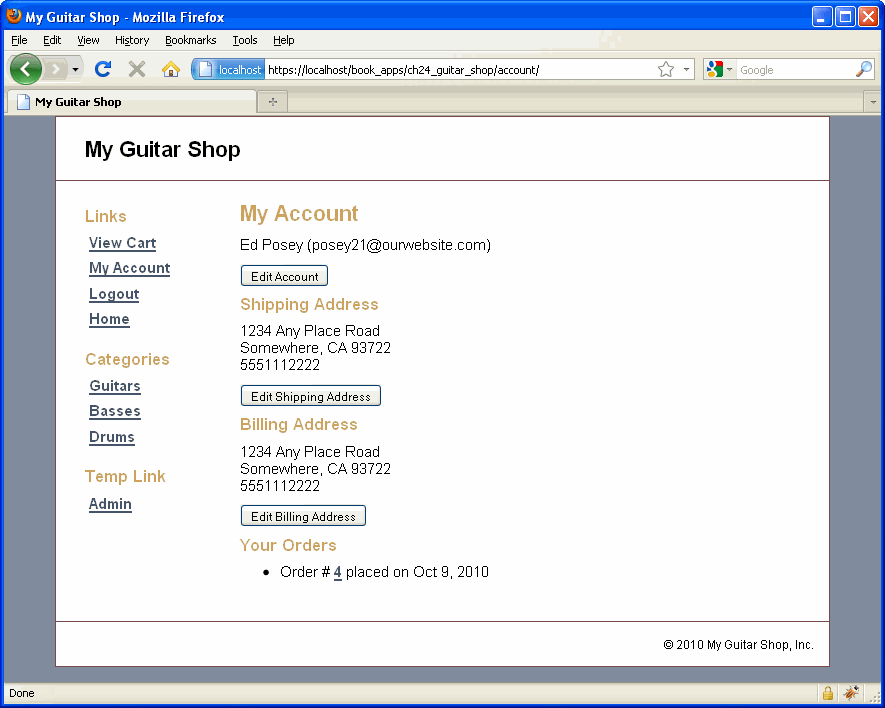 My Guitar Shop - Mozilla Firefox
File Edit View History Bookmarks Tools Help
localhost https://localhost/book_apps/ch24_guitar_shop/account/
Google
My Guitar Shop
My Guitar Shop
Links
View Cart
My Account
Logout
Home
Categories
Guitars
Basses
Drums
Temp Link
Admin
My Account
Ed Posey (posey21@ourwebsite.com)
Edit Account
Shipping Address
1234 Any Place Road
Somewhere, CA 93722
5551112222
Edit Shipping Address
Billing Address
1234 Any Place Road
Somewhere, CA 93722
5551112222
Edit Billing Address
Your Orders
• Order # 4 placed on Oct 9, 2010
© 2010 My Guitar Shop, Inc.
Done